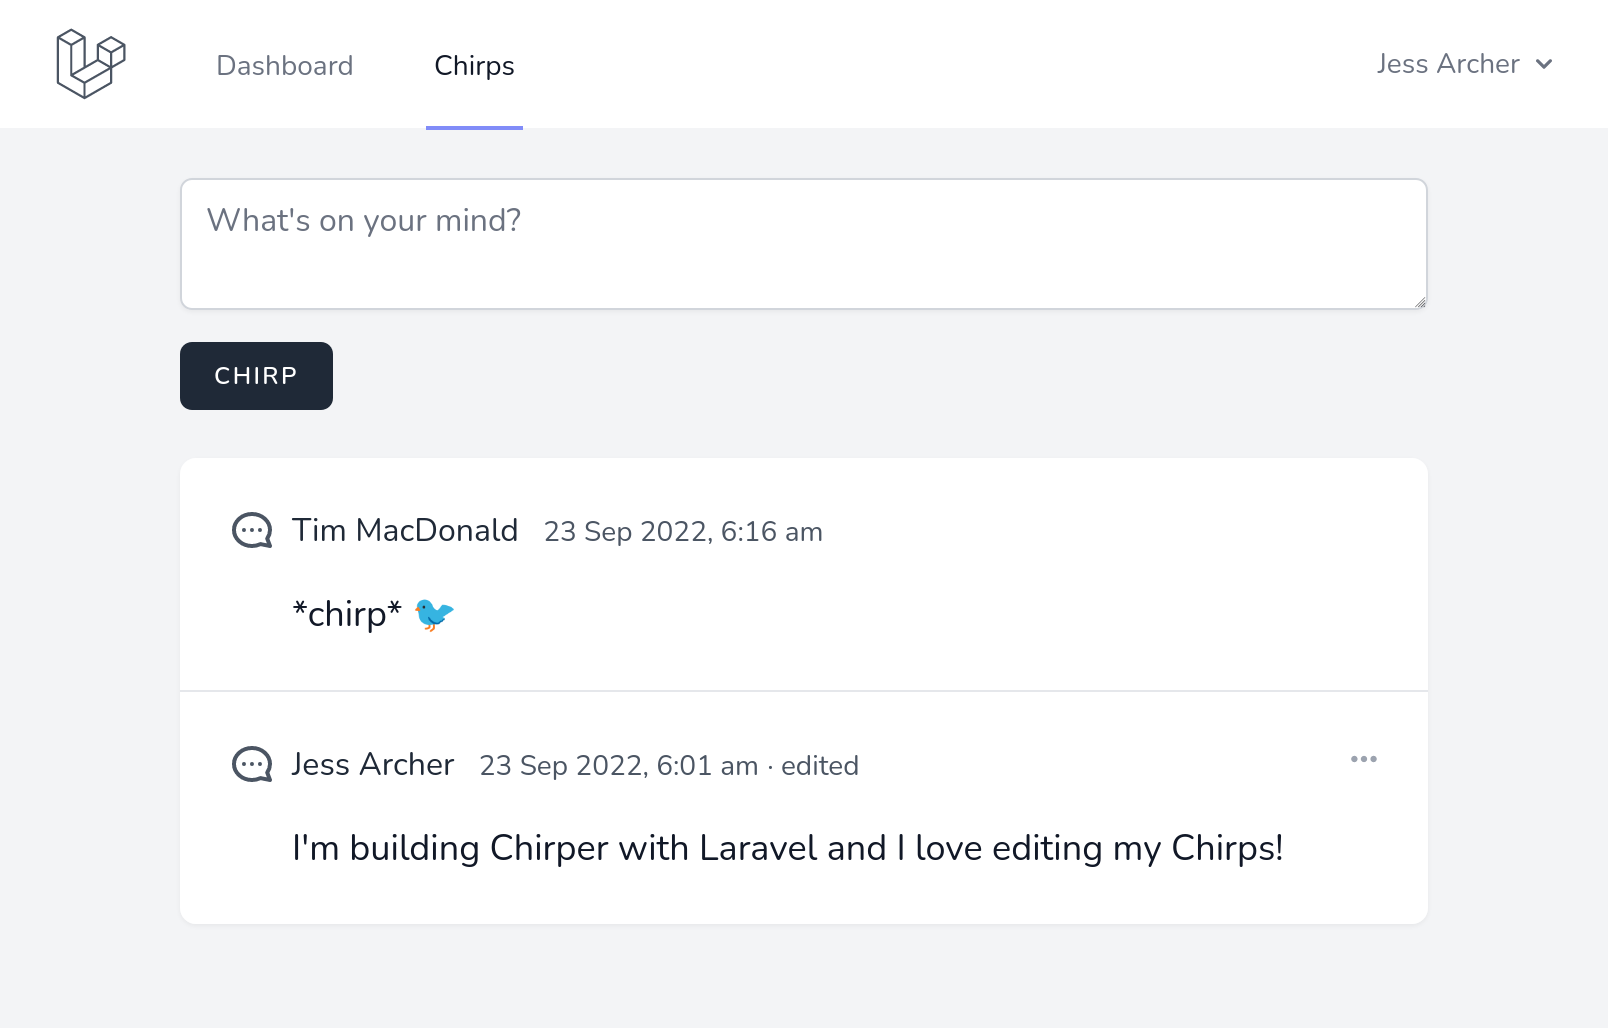 Dashboard Chirps Jess Archer
What's on your mind?
CHIRP
Tim MacDonald 23 Sep 2022, 6:16 am
*chirp* 🐦
Jess Archer 23 Sep 2022, 6:01 am · edited
I'm building Chirper with Laravel and I love editing my Chirps!